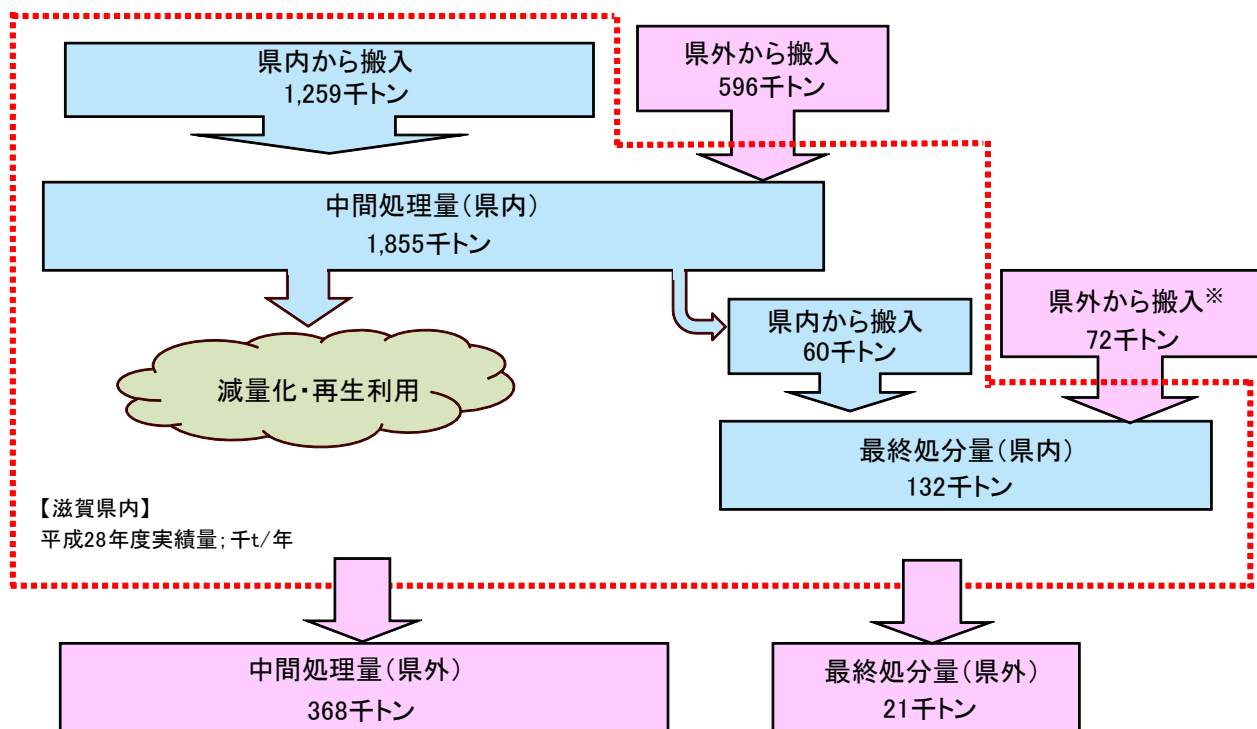 県内から搬入
1,259千トン
県外から搬入
596千トン
中間処理量(県内)
1,855千トン
県内から搬入
60千トン
県外から搬入※
72千トン
減量化・再生利用
最終処分量(県内)
132千トン
【滋賀県内】
平成28年度実績量;千t/年
中間処理量(県外)
368千トン
最終処分量(県外)
21千トン